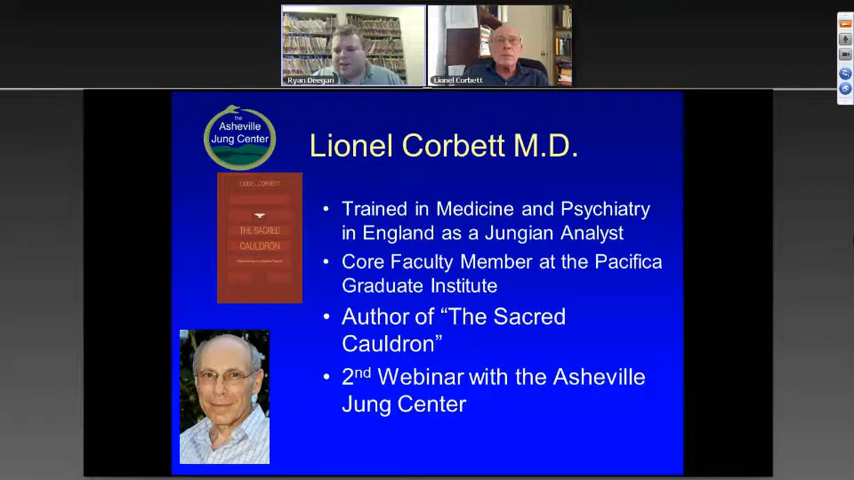 Ryan Deegan
Lionel Corbett
the
Asheville
Jung Center
Lionel Corbett M.D.
LIONEL CORBETT
THE SACRED
CAULDRON
• Trained in Medicine and Psychiatry
in England as a Jungian Analyst
• Core Faculty Member at the Pacifica
Graduate Institute
• Author of “The Sacred
Cauldron”
• 2nd Webinar with the Asheville
Jung Center